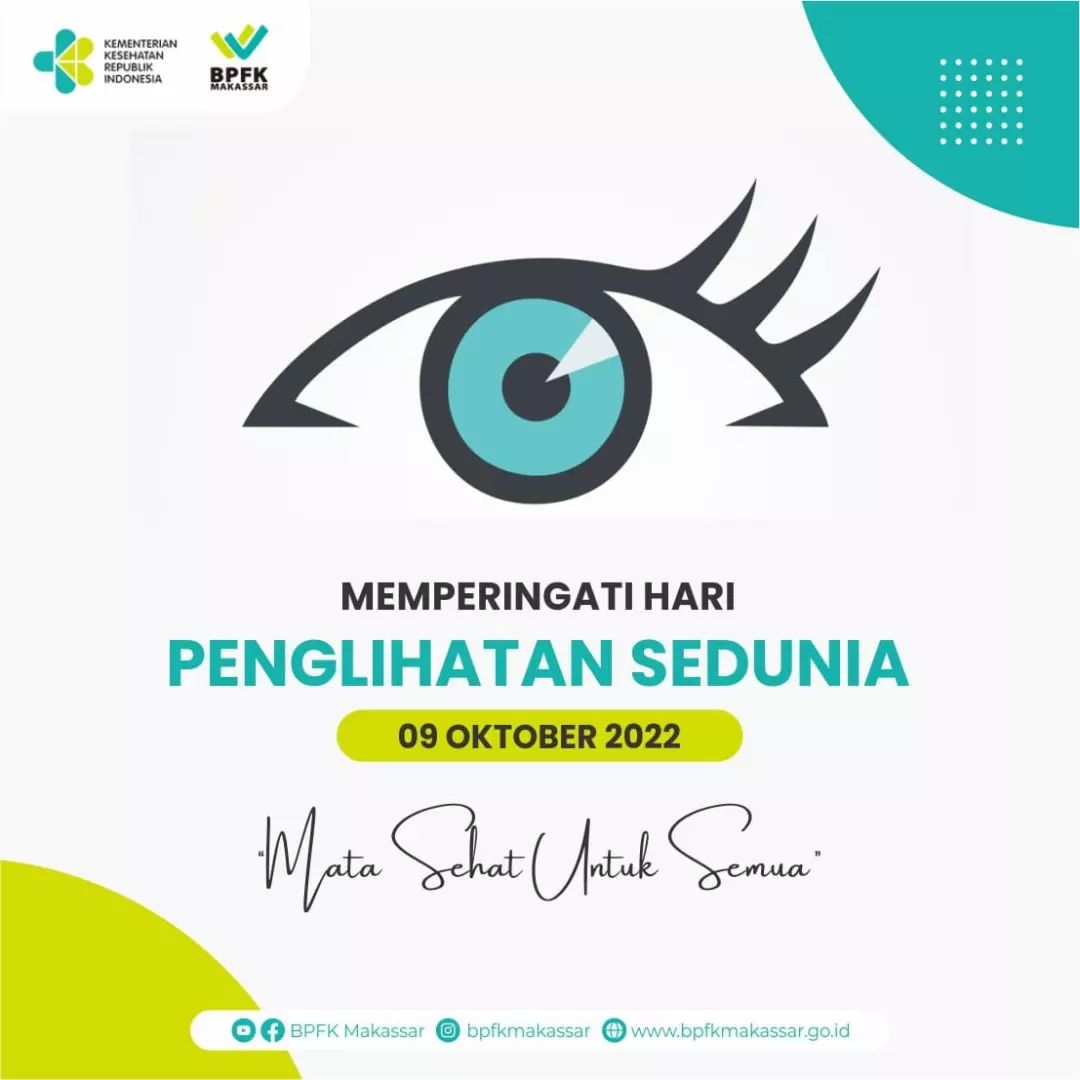 KEMENTERIAN
KESEHATAN
REPUBLIK
INDONESIA
BPFK
MAKASSAR
MEMPERINGATI HARI
PENGLIHATAN SEDUNIA
09 OKTOBER 2022
"Mata Sehat Untuk Semua"
BPFK Makassar bpfkmakassar www.bpfkmakassar.go.id